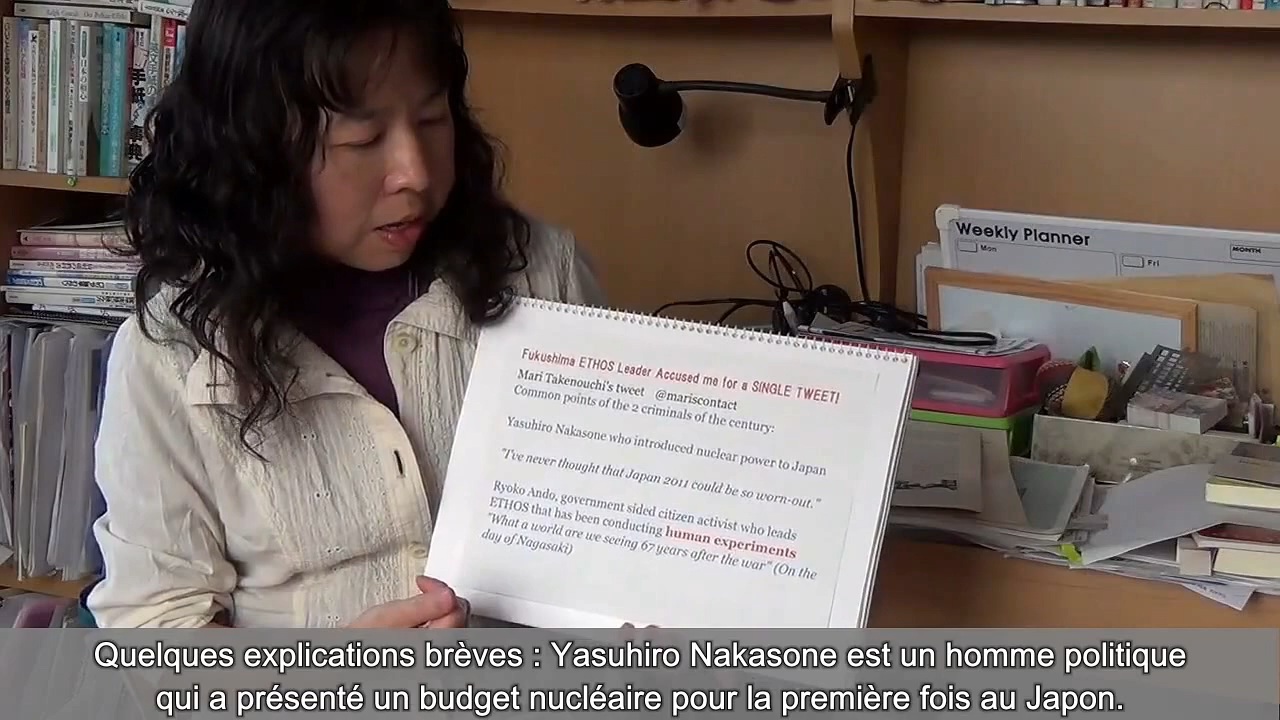 Weekly Planner
MONTH
Mon
Fri
Fukushima ETHOS Leader Accused me for a SINGLE TWEET!
Mari Takenouchi's tweet @mariscontact
Common points of the 2 criminals of the century:
Yasuhiro Nakasone who introduced nuclear power to Japan
"I've never thought that Japan 2011 could be so worn-out."
Ryoko Ando, government sided citizen activist who leads
ETHOS that has been conducting human experiments
"What a world are we seeing 67 years after the war" (On the
day of Nagasaki)
Quelques explications brèves : Yasuhiro Nakasone est un homme politique
qui a présenté un budget nucléaire pour la première fois au Japon.